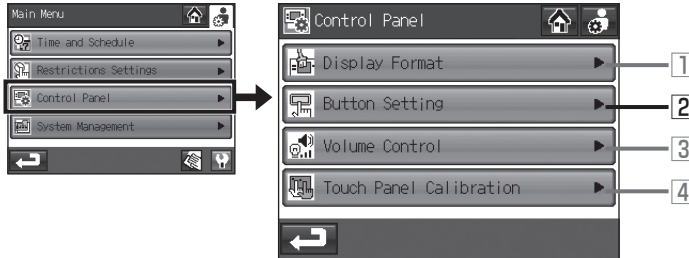 Main Menu
Time and Schedule
Restrictions Settings
Control Panel
System Management
Control Panel
Display Format
1
Button Setting
2
Volume Control
3
Touch Panel Calibration
4